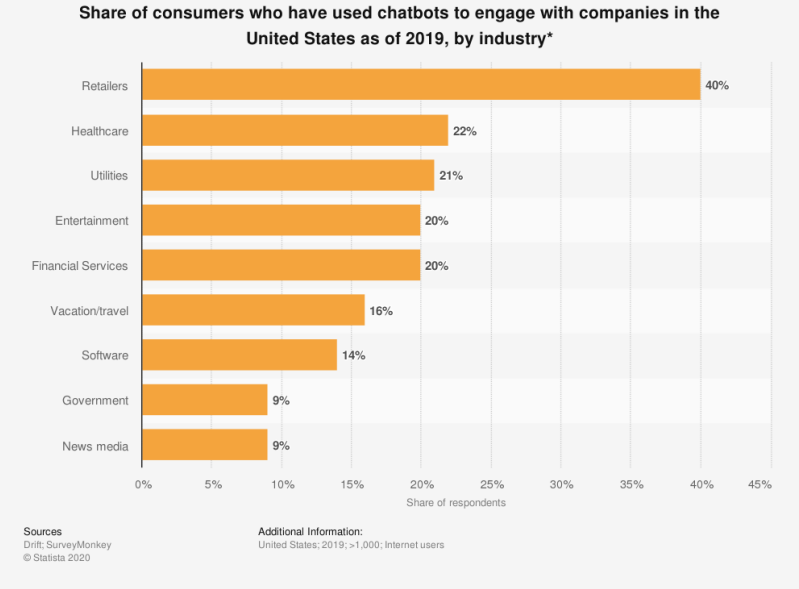 Share of consumers who have used chatbots to engage with companies in the
United States as of 2019, by industry*
Retailers 40%
Healthcare 22%
Utilities 21%
Entertainment 20%
Financial Services 20%
Vacation/travel 16%
Software 14%
Government 9%
News media 9%
0% 5% 10% 15% 20% 25% 30% 35% 40% 45%
Share of respondents
Sources
Drift; SurveyMonkey
© Statista 2020
Additional Information:
United States; 2019; >1,000; Internet users